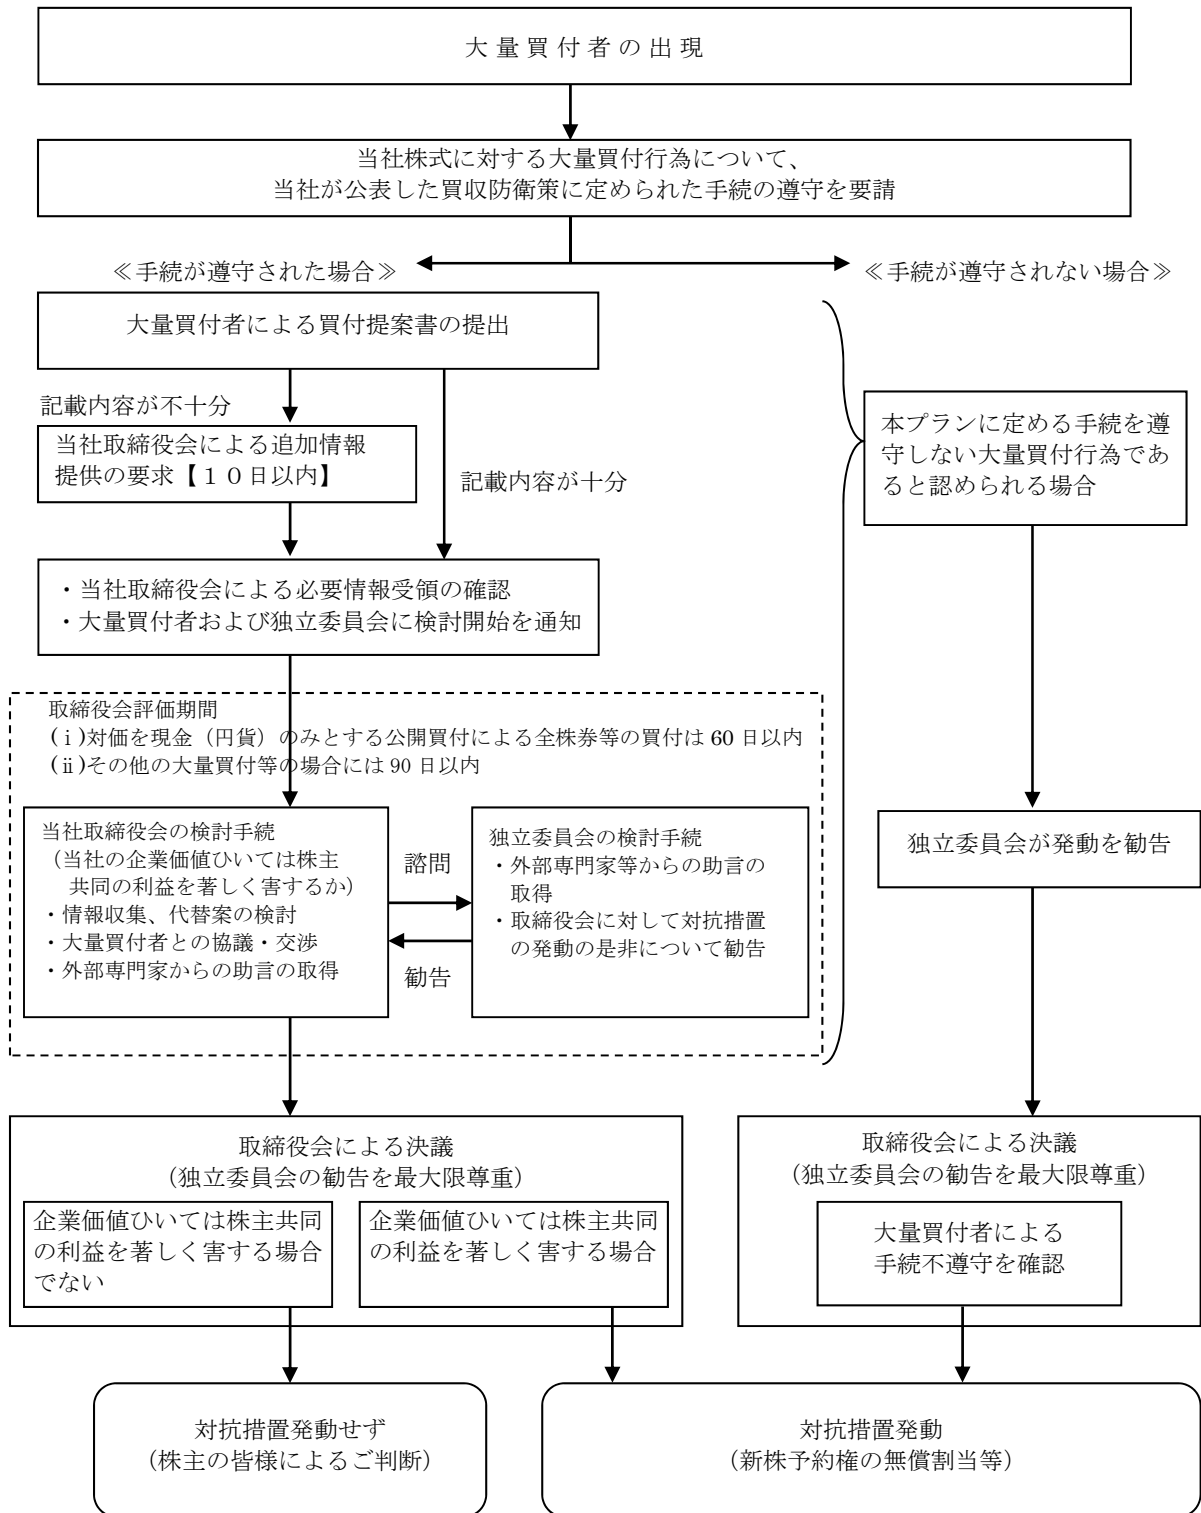 大量買付者の出現
当社株式に対する大量買付行為について、
当社が公表した買収防衛策に定められた手続の遵守を要請
≪手続が遵守された場合≫
≪手続が遵守されない場合≫
大量買付者による買付提案書の提出
記載内容が不十分
当社取締役会による追加情報
提供の要求【１０日以内】
記載内容が十分
本プランに定める手続を遵
守しない大量買付行為であ
ると認められる場合
・当社取締役会による必要情報受領の確認
・大量買付者および独立委員会に検討開始を通知
取締役会評価期間
(ⅰ)対価を現金（円貨）のみとする公開買付による全株券等の買付は 60 日以内
(ⅱ)その他の大量買付等の場合には 90 日以内
当社取締役会の検討手続
（当社の企業価値ひいては株主
共同の利益を著しく害するか）
・情報収集、代替案の検討
・大量買付者との協議・交渉
・外部専門家からの助言の取得
諮問
勧告
独立委員会の検討手続
・外部専門家等からの助言の
取得
・取締役会に対して対抗措置
の発動の是非について勧告
独立委員会が発動を勧告
取締役会による決議
（独立委員会の勧告を最大限尊重）
企業価値ひいては株主共同
の利益を著しく害する場合
でない
企業価値ひいては株主共同
の利益を著しく害する場合
取締役会による決議
（独立委員会の勧告を最大限尊重）
大量買付者による
手続不遵守を確認
対抗措置発動せず
（株主の皆様によるご判断）
対抗措置発動
（新株予約権の無償割当等）